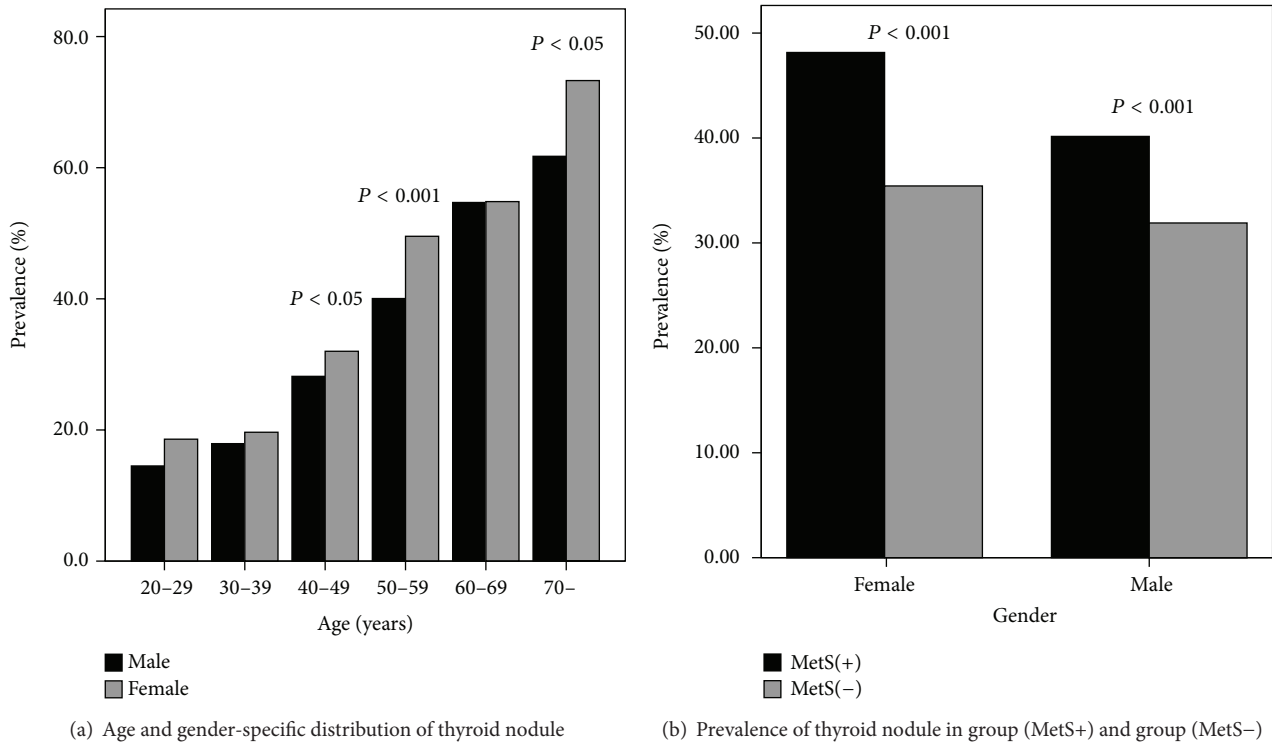 80.0
60.0
40.0
20.0
0.0
Prevalence (%)
P < 0.05
P < 0.001
P < 0.05
20–29 30–39 40–49 50–59 60–69 70–
Age (years)
Male
Female
(a) Age and gender-specific distribution of thyroid nodule
50.00
40.00
30.00
20.00
10.00
0.00
Prevalence (%)
P < 0.001
P < 0.001
Female Male
Gender
MetS(+)
MetS(−)
(b) Prevalence of thyroid nodule in group (MetS+) and group (MetS−)